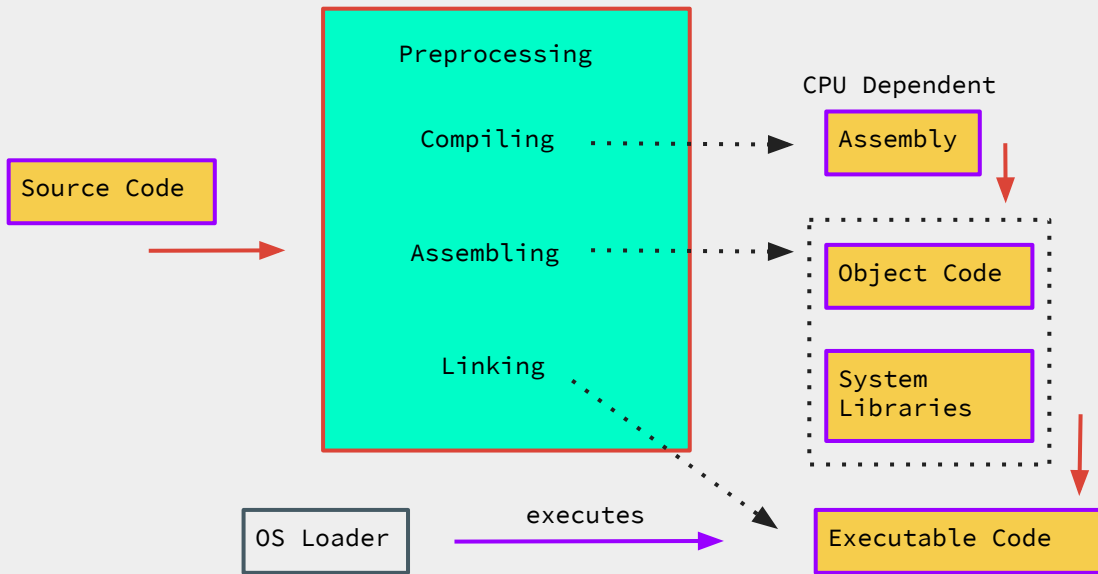 Preprocessing
CPU Dependent
Compiling
Assembly
Source Code
Assembling
Object Code
Linking
System
Libraries
executes
OS Loader
Executable Code